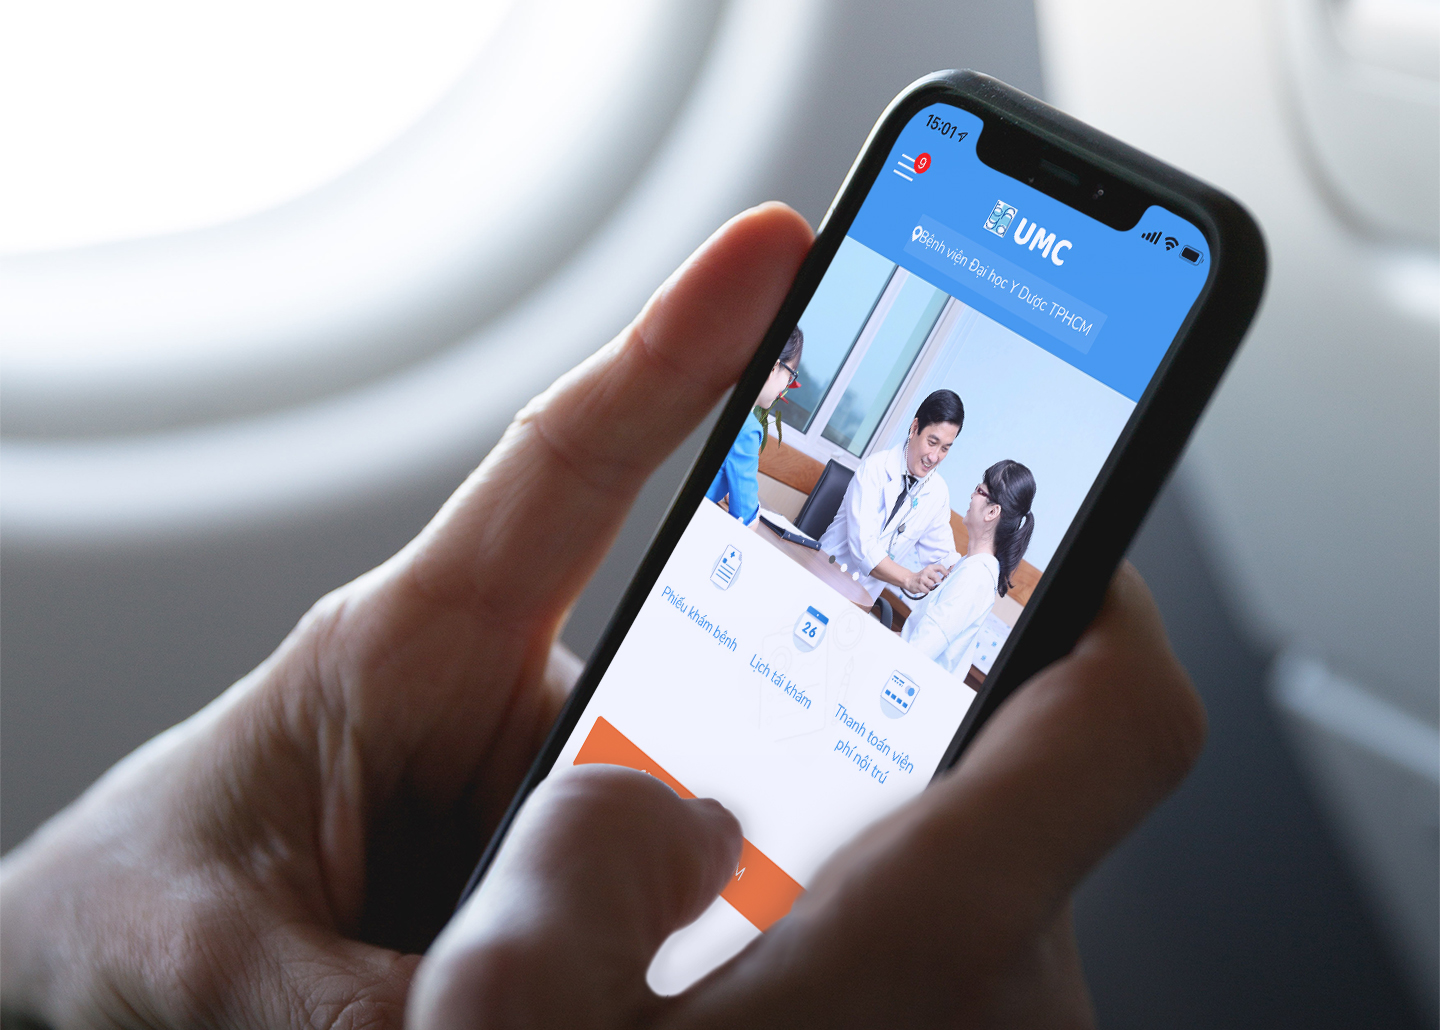 15:01
9
UMC
Bệnh viện Đại học Y Dược TPHCM
Phiếu khám bệnh
26
Lịch tái khám
Thanh toán viện
phí nội trú